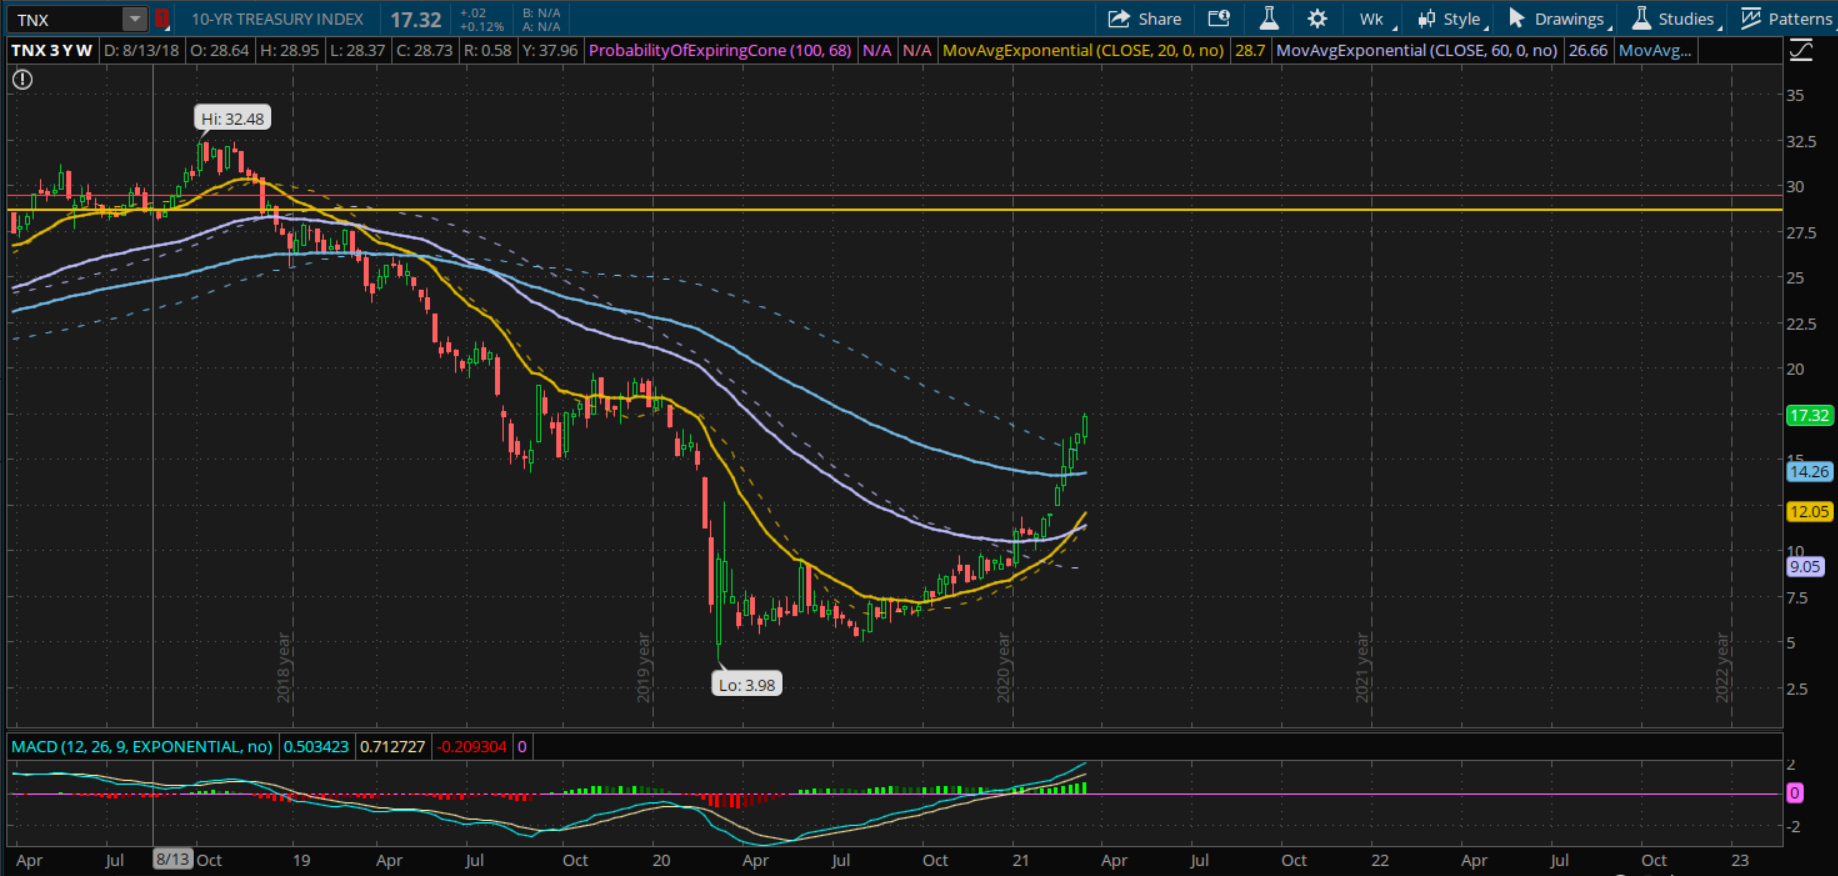 TNX 1 10-YR TREASURY INDEX 17.32 +.02 +0.12% B: N/A A: N/A Share Wk Style Drawings Studies Patterns
TNX 3 Y W D: 8/13/18 O: 28.64 H: 28.95 L: 28.37 C: 28.73 R: 0.58 Y: 37.96 ProbabilityOfExpiringCone (100, 68) N/A N/A MovAvgExponential (CLOSE, 20, 0, no) 28.7 MovAvgExponential (CLOSE, 60, 0, no) 26.66 MovAvg...
35
Hi: 32.48
32.5
30
27.5
25
22.5
20
17.32
15
14.26
12.05
10
9.05
7.5
5
2018 year 2019 year 2020 year 2021 year 2022 year
Lo: 3.98
2.5
MACD (12, 26, 9, EXPONENTIAL, no) 0.503423 0.712727 -0.209304 0
2
0
-2
Apr Jul 8/13 Oct 19 Apr Jul Oct 20 Apr Jul Oct 21 Apr Jul Oct 22 Apr Jul Oct 23